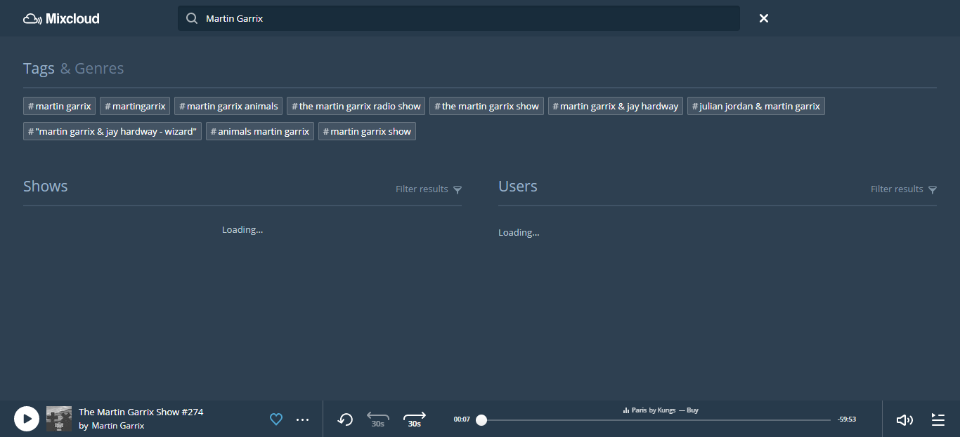 Mixcloud
Martin Garrix
Tags & Genres
#martin garrix #martingarrix #martin garrix animals #the martin garrix radio show #the martin garrix show #martin garrix & jay hardway #julian jordan & martin garrix
#"martin garrix & jay hardway - wizard" #animals martin garrix #martin garrix show
Shows Filter results
Users Filter results
Loading...
Loading...
The Martin Garrix Show #274
by Martin Garrix
30s
30s
00:07
Paris by Kungs — Buy
-59:53